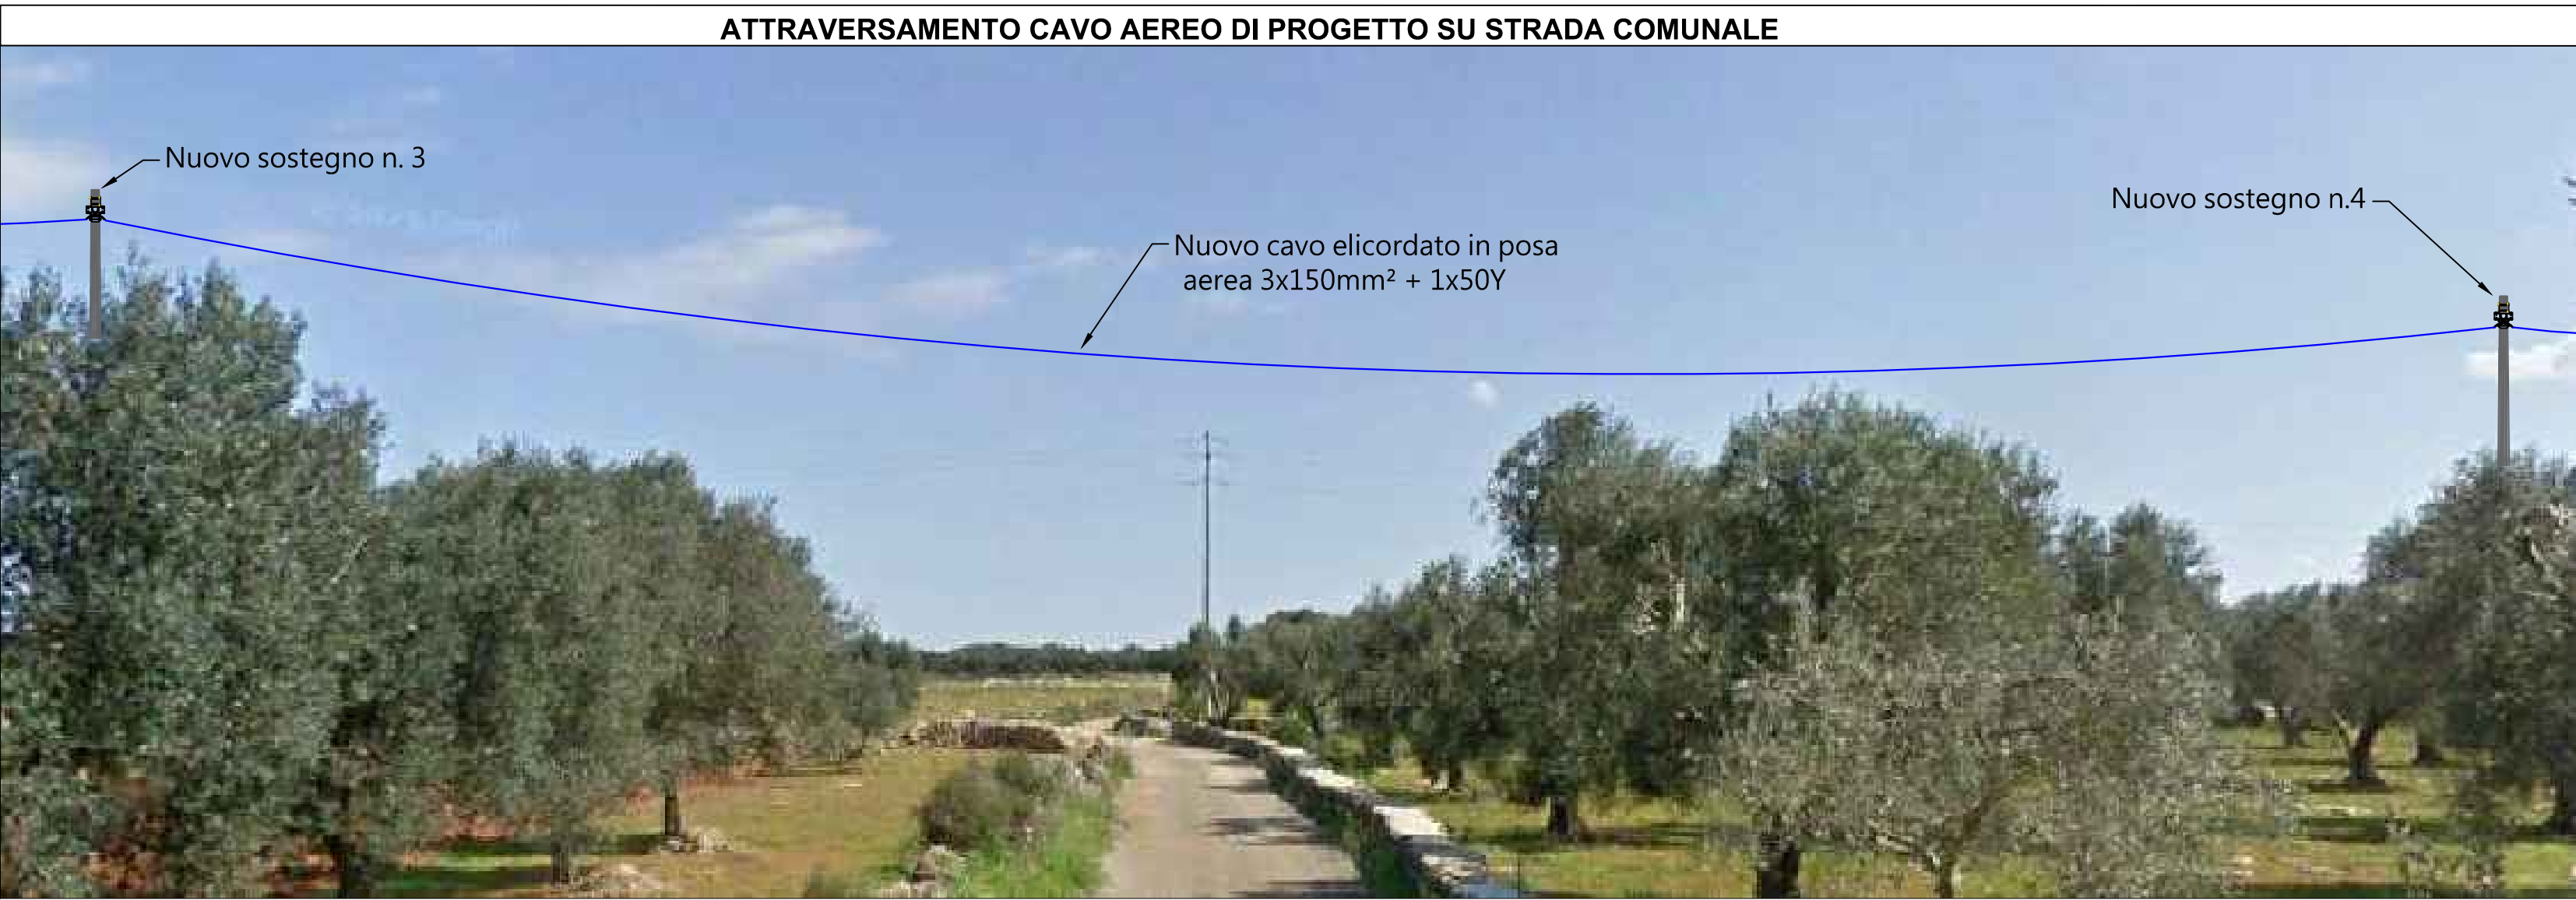 ATTRAVERSAMENTO CAVO AEREO DI PROGETTO SU STRADA COMUNALE
Nuovo sostegno n. 3
Nuovo sostegno n.4
Nuovo cavo elicordato in posa
aerea 3x150mm² + 1x50Y